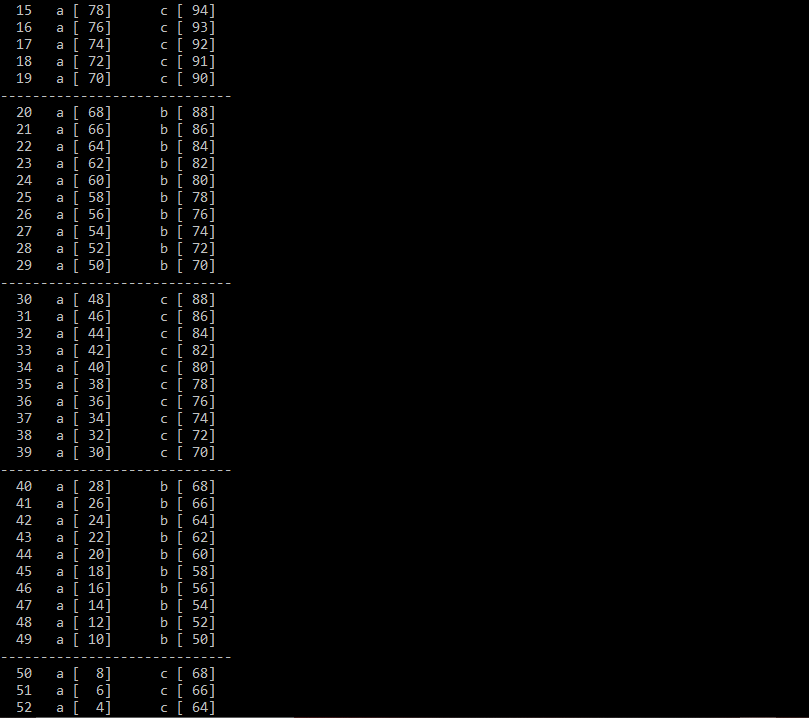 15   a [ 78]      c [ 94]
16   a [ 76]      c [ 93]
17   a [ 74]      c [ 92]
18   a [ 72]      c [ 91]
19   a [ 70]      c [ 90]
-----------------------------
20   a [ 68]      b [ 88]
21   a [ 66]      b [ 86]
22   a [ 64]      b [ 84]
23   a [ 62]      b [ 82]
24   a [ 60]      b [ 80]
25   a [ 58]      b [ 78]
26   a [ 56]      b [ 76]
27   a [ 54]      b [ 74]
28   a [ 52]      b [ 72]
29   a [ 50]      b [ 70]
-----------------------------
30   a [ 48]      c [ 88]
31   a [ 46]      c [ 86]
32   a [ 44]      c [ 84]
33   a [ 42]      c [ 82]
34   a [ 40]      c [ 80]
35   a [ 38]      c [ 78]
36   a [ 36]      c [ 76]
37   a [ 34]      c [ 74]
38   a [ 32]      c [ 72]
39   a [ 30]      c [ 70]
-----------------------------
40   a [ 28]      b [ 68]
41   a [ 26]      b [ 66]
42   a [ 24]      b [ 64]
43   a [ 22]      b [ 62]
44   a [ 20]      b [ 60]
45   a [ 18]      b [ 58]
46   a [ 16]      b [ 56]
47   a [ 14]      b [ 54]
48   a [ 12]      b [ 52]
49   a [ 10]      b [ 50]
-----------------------------
50   a [  8]      c [ 68]
51   a [  6]      c [ 66]
52   a [  4]      c [ 64]